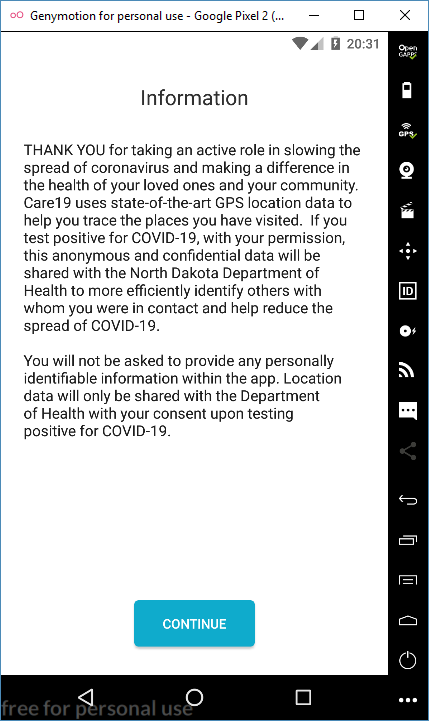 Genymotion for personal use - Google Pixel 2 (...
20:31
Open
GAPPS
GPS
ID
Information
THANK YOU for taking an active role in slowing the
spread of coronavirus and making a difference in
the health of your loved ones and your community.
Care19 uses state-of-the-art GPS location data to
help you trace the places you have visited.  If you
test positive for COVID-19, with your permission,
this anonymous and confidential data will be
shared with the North Dakota Department of
Health to more efficiently identify others with
whom you were in contact and help reduce the
spread of COVID-19.
You will not be asked to provide any personally
identifiable information within the app. Location
data will only be shared with the Department
of Health with your consent upon testing
positive for COVID-19.
CONTINUE
free for personal use